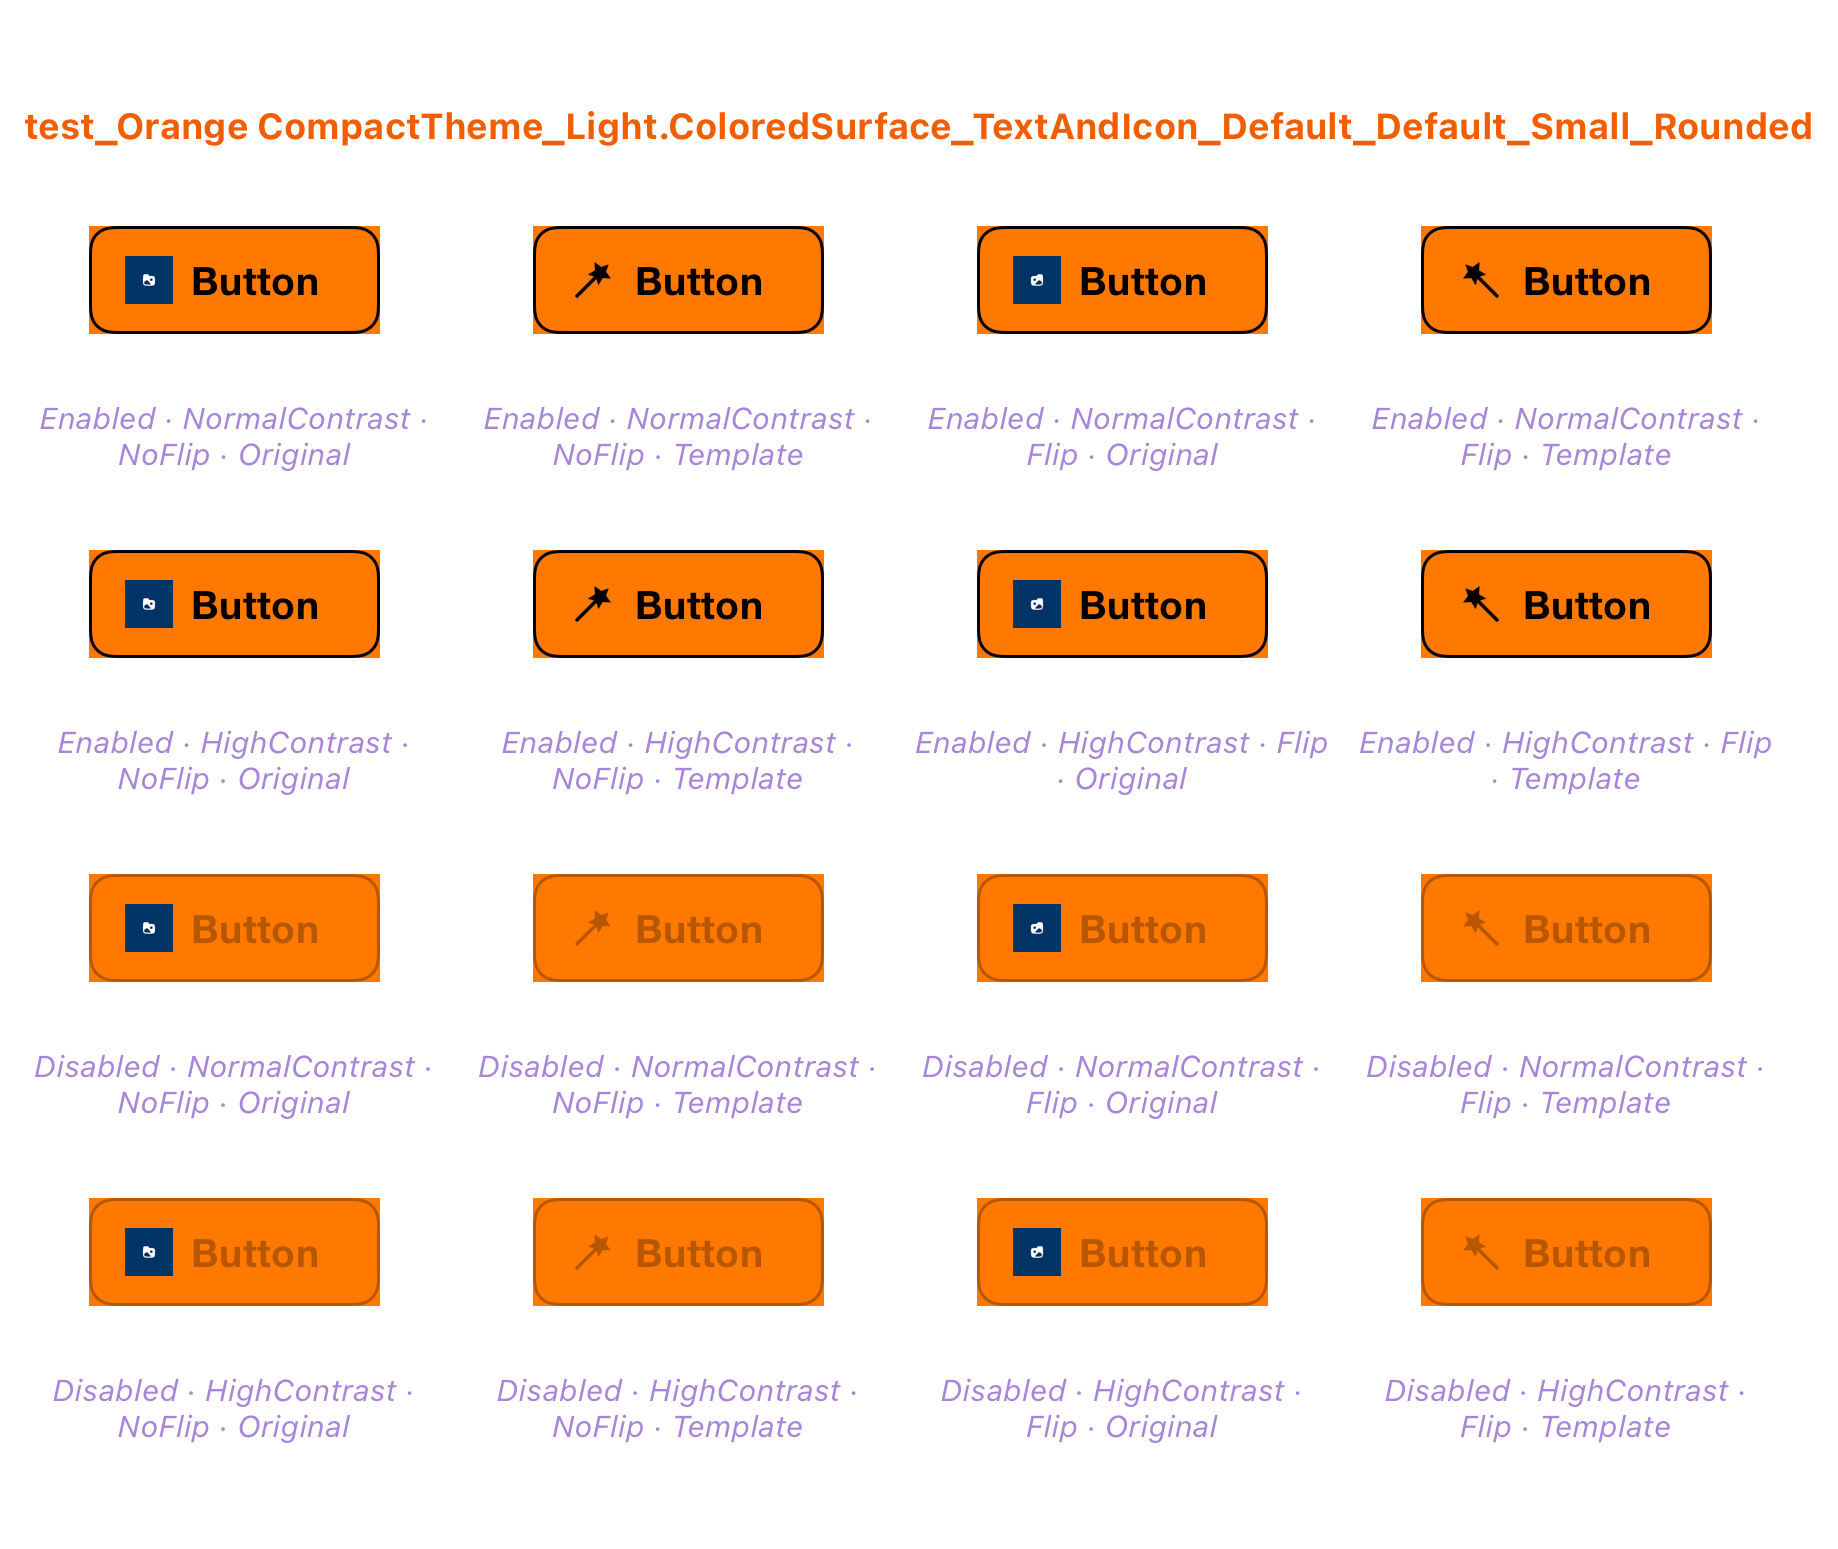 test_Orange CompactTheme_Light.ColoredSurface_TextAndIcon_Default_Default_Small_Rounded
Button Button Button Button
Enabled · NormalContrast · Enabled · NormalContrast · Enabled · NormalContrast · Enabled · NormalContrast ·
NoFlip · Original NoFlip · Template Flip · Original Flip · Template
Button Button Button Button
Enabled · HighContrast · Enabled · HighContrast · Enabled · HighContrast · Flip Enabled · HighContrast · Flip
NoFlip · Original NoFlip · Template · Original · Template
Button Button Button Button
Disabled · NormalContrast · Disabled · NormalContrast · Disabled · NormalContrast · Disabled · NormalContrast ·
NoFlip · Original NoFlip · Template Flip · Original Flip · Template
Button Button Button Button
Disabled · HighContrast · Disabled · HighContrast · Disabled · HighContrast · Disabled · HighContrast ·
NoFlip · Original NoFlip · Template Flip · Original Flip · Template